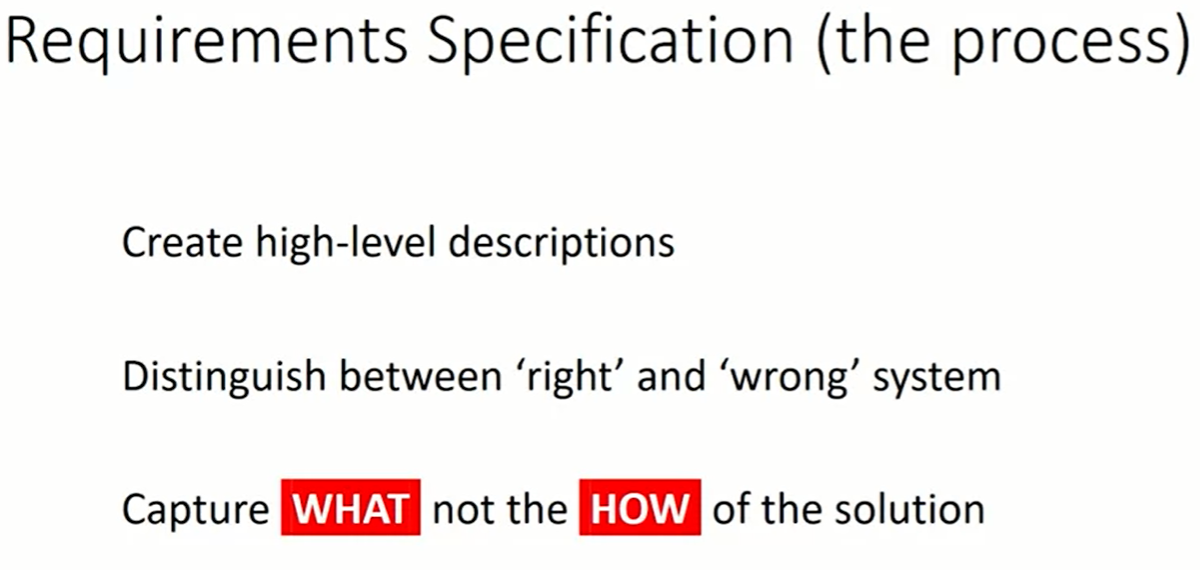 Requirements Specification (the process)
Create high-level descriptions
Distinguish between ‘right’ and ‘wrong’ system
Capture WHAT not the HOW of the solution